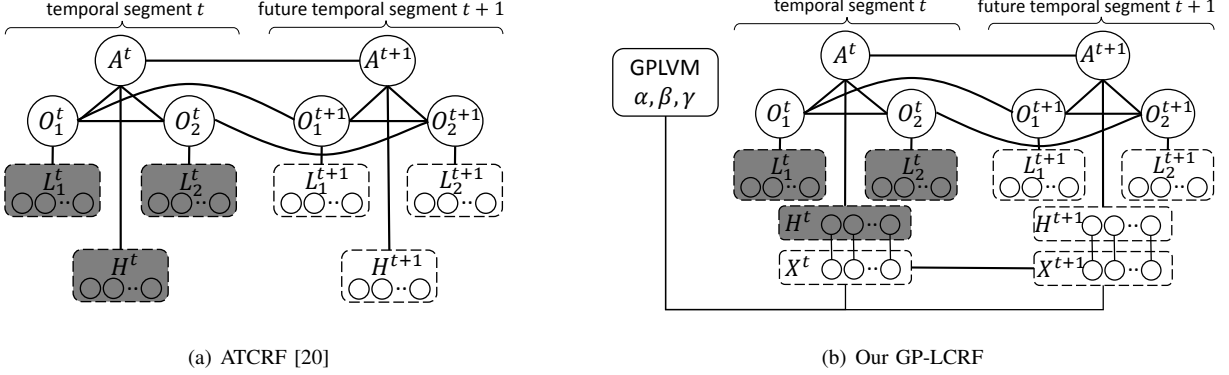 temporal segment t future temporal segment t + 1
A^t A^{t+1}
O_1^t O_2^t O_1^{t+1} O_2^{t+1}
L_1^t L_2^t L_1^{t+1} L_2^{t+1}
·· ·· ·· ··
H^t H^{t+1}
·· ··
(a) ATCRF [20]
temporal segment t future temporal segment t + 1
GPLVM
α, β, γ
A^t A^{t+1}
O_1^t O_2^t O_1^{t+1} O_2^{t+1}
L_1^t L_2^t L_1^{t+1} L_2^{t+1}
·· ·· ·· ··
H^t ·· H^{t+1} ··
X^t ·· X^{t+1} ··
(b) Our GP-LCRF